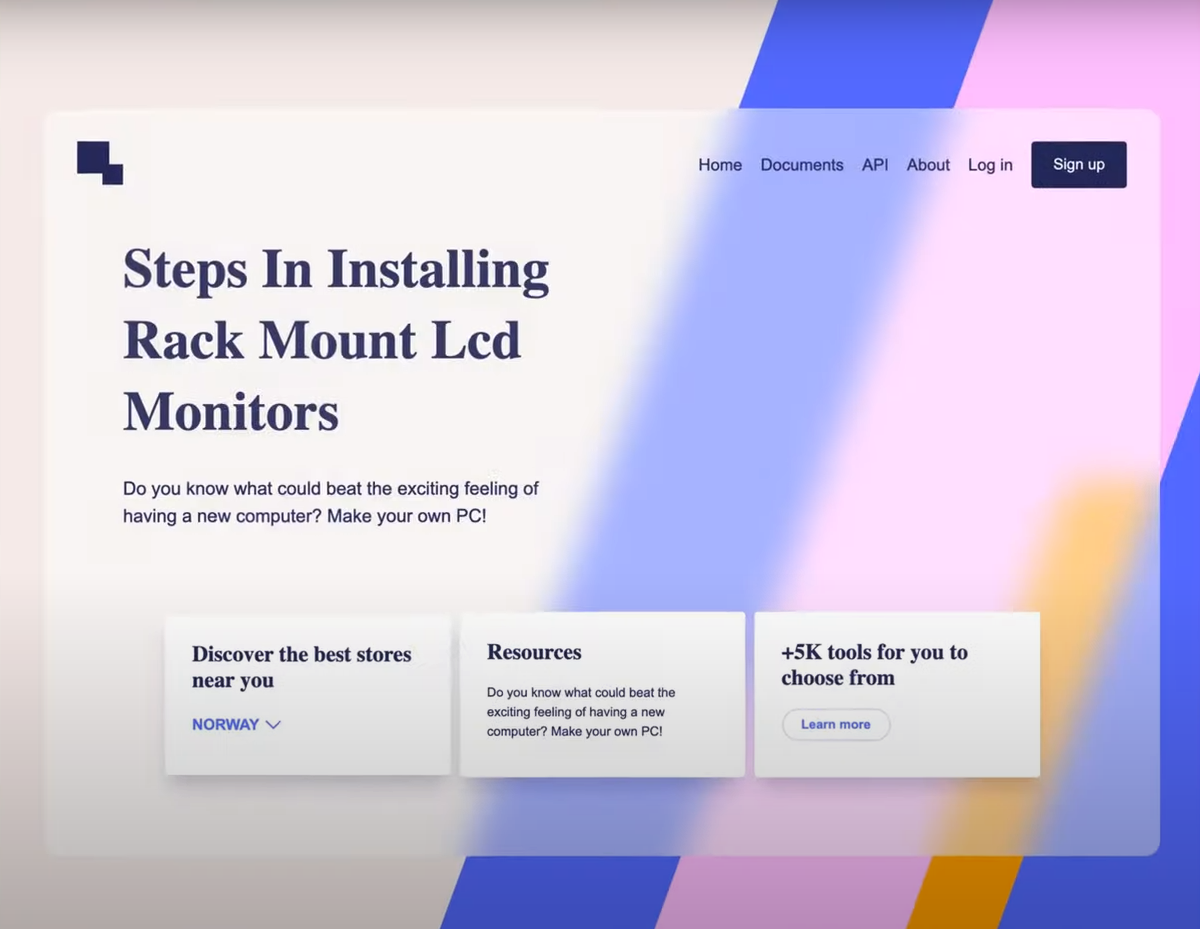 Home Documents API About Log in Sign up
Steps In Installing
Rack Mount Lcd
Monitors
Do you know what could beat the exciting feeling of
having a new computer? Make your own PC!
Discover the best stores
near you
NORWAY
Resources
Do you know what could beat the
exciting feeling of having a new
computer? Make your own PC!
+5K tools for you to
choose from
Learn more